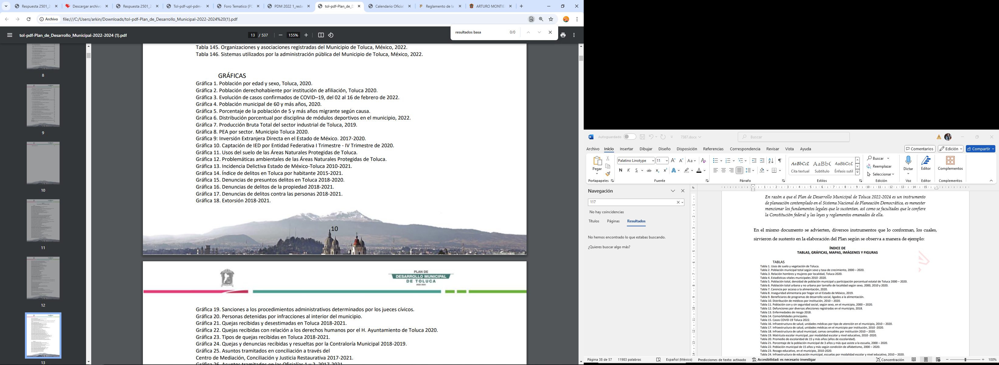 Respuesta 2501_2
Descargar archivo
Respuesta 2501_2
Tol-pdf-upl-pdm-
Foro Tematico (PD
PDM 2022 1_reda
tol-pdf-Plan_de_D
Calendario Oficial
Reglamento de la
ARTURO MONTIE
Archivo
file:///C:/Users/arkin/Downloads/tol-pdf-Plan_de_Desarrollo_Municipal-2022-2024%20(1).pdf
tol-pdf-Plan_de_Desarrollo_Municipal-2022-2024 (1).pdf
13 / 537
155%
resultados basa
0/0
8
9
10
11
12
13
Tabla 145. Organizaciones y asociaciones registradas del Municipio de Toluca, México, 2022.
Tabla 146. Sistemas utilizados por la administración pública del Municipio de Toluca, México, 2022.
GRÁFICAS
Gráfica 1. Población por edad y sexo, Toluca, 2020.
Gráfica 2. Población derechohabiente por institución de afiliación, Toluca 2020.
Gráfica 3. Evolución de casos confirmados de COVID–19, del 02 al 16 de febrero de 2022.
Gráfica 4. Población municipal de 60 y más años, 2020.
Gráfica 5. Porcentaje de la población de 5 y más años migrante según causa.
Gráfica 6. Distribución porcentual por disciplina de módulos deportivos en el municipio, 2022.
Gráfica 7. Producción Bruta Total del sector industrial de Toluca, 2019.
Gráfica 8. PEA por sector. Municipio Toluca 2020.
Gráfica 9: Inversión Extranjera Directa en el Estado de México. 2017-2020.
Gráfica 10. Captación de IED por Entidad Federativa I Trimestre - IV Trimestre de 2020.
Gráfica 11. Usos del suelo de las Áreas Naturales Protegidas de Toluca.
Gráfica 12. Problemáticas ambientales de las Áreas Naturales Protegidas de Toluca.
Gráfica 13. Incidencia Delictiva Estado de México-Toluca 2010-2021.
Gráfica 14. Índice de delitos en Toluca por habitante 2015-2021.
Gráfica 15. Denuncias de presuntos delitos en Toluca 2018-2020.
Gráfica 16. Denuncias de delitos de la propiedad 2018-2021.
Gráfica 17. Denuncias de delitos contra las personas 2018-2021.
Gráfica 18. Extorsión 2018-2021.
10
PLAN DE
DESARROLLO MUNICIPAL
DE TOLUCA
2022-2024
Gráfica 19. Sanciones a los procedimientos administrativos determinados por los jueces cívicos.
Gráfica 20. Personas detenidas por infracciones al interior del municipio.
Gráfica 21. Quejas recibidas y desestimadas en Toluca 2018-2021.
Gráfica 22. Quejas recibidas con relación a los derechos humanos por el H. Ayuntamiento de Toluca 2020.
Gráfica 23. Tipos de quejas recibidas en Toluca 2018-2021.
Gráfica 24. Quejas y denuncias recibidas y resueltas por la Contraloría Municipal 2018-2019.
Gráfica 25. Asuntos tramitados en conciliación a través del
Centro de Mediación, Conciliación y Justicia Restaurativa 2017-2021.
Gráfica 26. Asuntos tramitados en las Oficialías 1 y 2, 2017-2021
Autoguardado
7387.docx
Buscar
Archivo
Inicio
Insertar
Dibujar
Diseño
Disposición
Referencias
Correspondencia
Revisar
Vista
Ayuda
Comentarios
Edición
Compartir
Pegar
Portapapeles
Palatino Linotype
11
N K S
Fuente
Párrafo
AaBbCcL
Cita textual
AaBbC
Subtítulo
AaBbCcL
Énfasis sutil
Estilos
Buscar
Reemplazar
Seleccionar
Edición
Dictar
Voz
Editor
Editor
Complementos
Complementos
Navegación
117
No hay coincidencias
Títulos
Páginas
Resultados
No hemos encontrado lo que estabas buscando.
¿Quieres buscar algo más?
En razón a que el Plan de Desarrollo Municipal de Toluca 2022-2024 es un instrumento
de planeación contemplado en el Sistema Nacional de Planeación Democrática, es menester
mencionar los fundamentos legales que lo sustentan, así como se facultades que le confiere
la Constitución federal y las leyes y reglamentos emanados de ella.
En el mismo documento se advierten, diversos instrumentos que lo conforman, los cuales,
sirvieron de sustento en la elaboración del Plan según se observa a manera de ejemplo:
ÍNDICE DE
TABLAS, GRÁFICAS, MAPAS, IMÁGENES Y FIGURAS
TABLAS
Tabla 1. Usos de suelo y vegetación de Toluca.
Tabla 2. Población municipal total según sexo y tasa de crecimiento, 2000 – 2020.
Tabla.3. Relación hombres y mujeres por localidad, Toluca 2020.
Tabla 4. Estadísticas vitales municipales 2010 -2020.
Tabla 5. Población total, densidad de población municipal y participación porcentual estatal de Toluca 2000 – 2020.
Tabla 6. Población total urbana y no urbana por tamaño de localidad según sexo, 2000, 2010 y 2020.
Tabla 7. Carencia por acceso a la alimentación, 2020.
Tabla 8. Inseguridad alimentaria por hogar en el Estado de México, 2019.
Tabla 9. Beneficiaros de programas de desarrollo social, ligados a la alimentación.
Tabla 10. Distribución de médicos por institución, 2010 – 2020.
Tabla 11. Población con y sin seguridad social, según sexo, en el municipio, 2000 – 2020.
Tabla 12. Defunciones por diversas afecciones registradas en el municipio, 2018.
Tabla 13. Enfermedades de riesgo 2018.
Tabla 14. Comorbilidades principales.
Tabla 15. Casos COVID-19 Toluca 2022.
Tabla 16. Infraestructura de salud, unidades médicas por tipo de atención en el municipio, 2010 – 2020.
Tabla 17. Infraestructura de salud, unidades médicas en el municipio por institución, 2010 -2020.
Tabla 18. Infraestructura de salud municipal, camas censables por institución 2010 – 2020.
Tabla 19. Matrícula escolar municipal, por modalidad escolar y nivel educativo, 2010 -2020.
Tabla 20. Promedio de escolaridad de 15 y más años (años de escolaridad).
Tabla 21. Porcentaje de la población municipal de 3 años y más que asiste a la escuela, 2000 – 2020.
Tabla 22. Población municipal de 15 años y más según condición de alfabetismo, 2000 – 2020.
Tabla 23. Rezago educativo, en el municipio, 2010-2020.
Tabla 24. Infraestructura de educación municipal, escuelas por modalidad escolar y nivel educativo, 2010 – 2020.
Página 38 de 57
11983 palabras
Español (México)
Predicciones de texto: activado
Accesibilidad: es necesario investigar
Concentración
100%